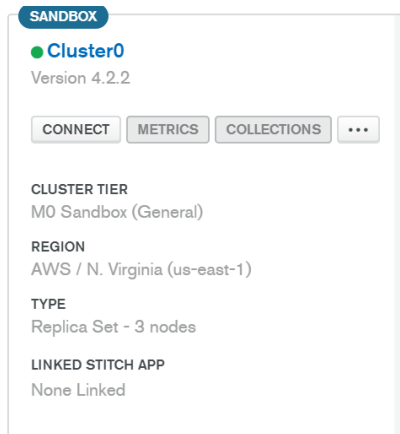 SANDBOX
Cluster0
Version 4.2.2
CONNECT METRICS COLLECTIONS ...
CLUSTER TIER
M0 Sandbox (General)
REGION
AWS / N. Virginia (us-east-1)
TYPE
Replica Set - 3 nodes
LINKED STITCH APP
None Linked